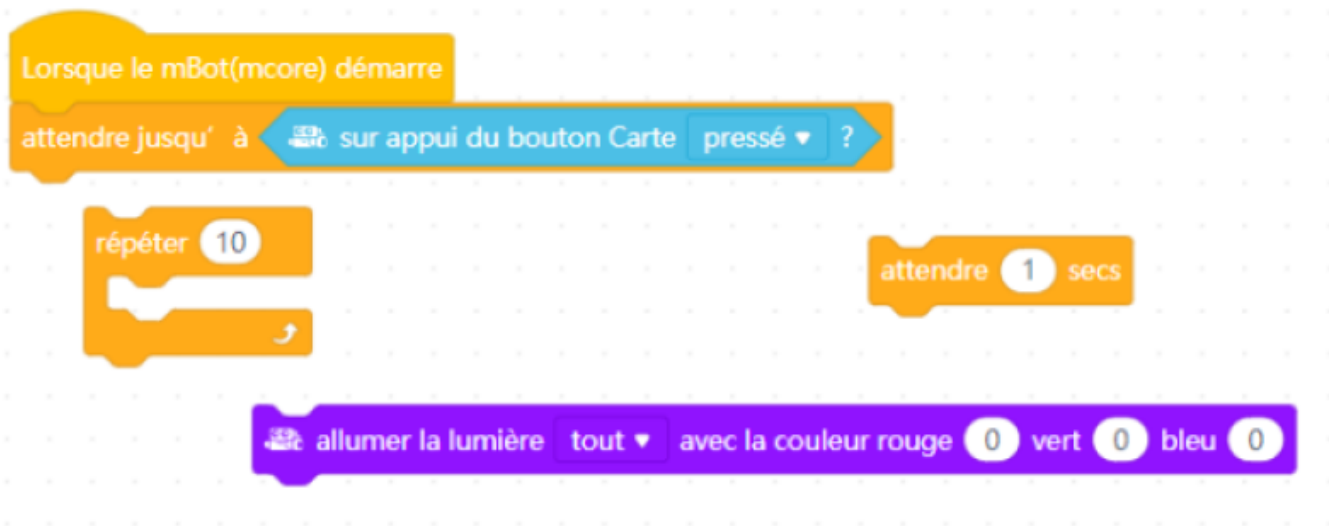 Lorsque le mBot(mcore) démarre
attendre jusqu’ à sur appui du bouton Carte pressé ?
répéter 10
attendre 1 secs
allumer la lumière tout avec la couleur rouge 0 vert 0 bleu 0